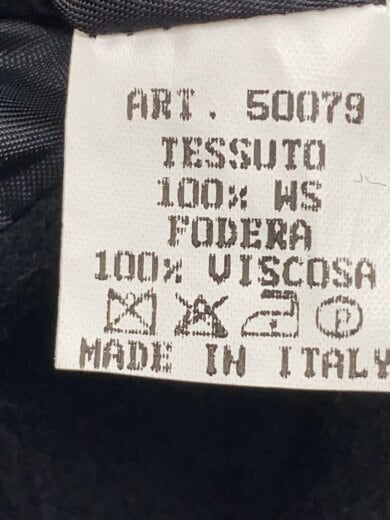 ART. 50079
TESSUTO
100% WS
FODERA
100% VISCOSA
P
MADE IN ITALY